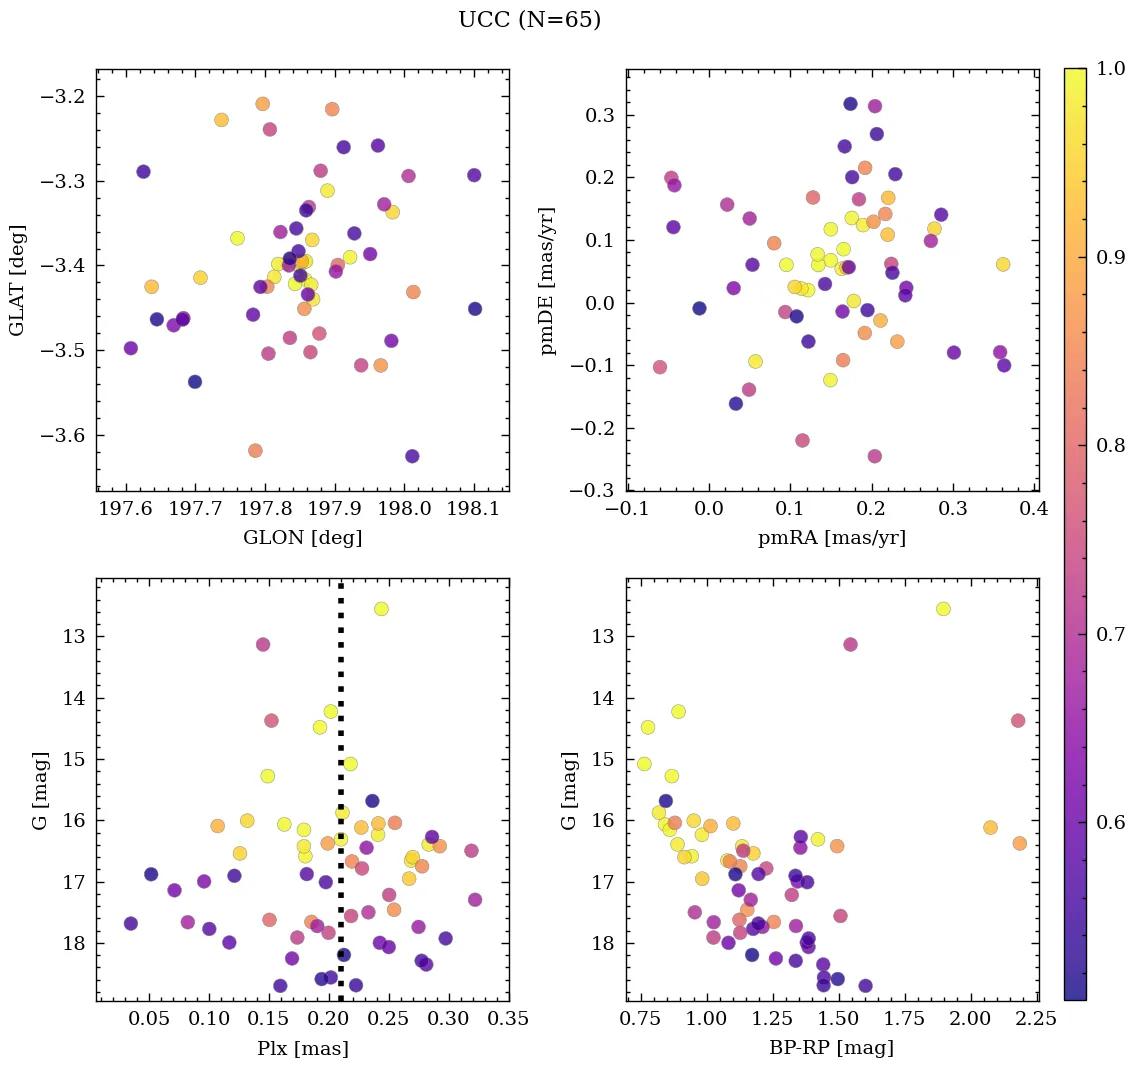 UCC (N=65)
−3.2
−3.3
−3.4
−3.5
−3.6
GLAT [deg]
197.6 197.7 197.8 197.9 198.0 198.1
GLON [deg]
0.3
0.2
0.1
0.0
−0.1
−0.2
−0.3
pmDE [mas/yr]
−0.1 0.0 0.1 0.2 0.3 0.4
pmRA [mas/yr]
1.0
0.9
0.8
0.7
0.6
13
14
15
16
17
18
G [mag]
0.05 0.10 0.15 0.20 0.25 0.30 0.35
Plx [mas]
13
14
15
16
17
18
G [mag]
0.75 1.00 1.25 1.50 1.75 2.00 2.25
BP-RP [mag]